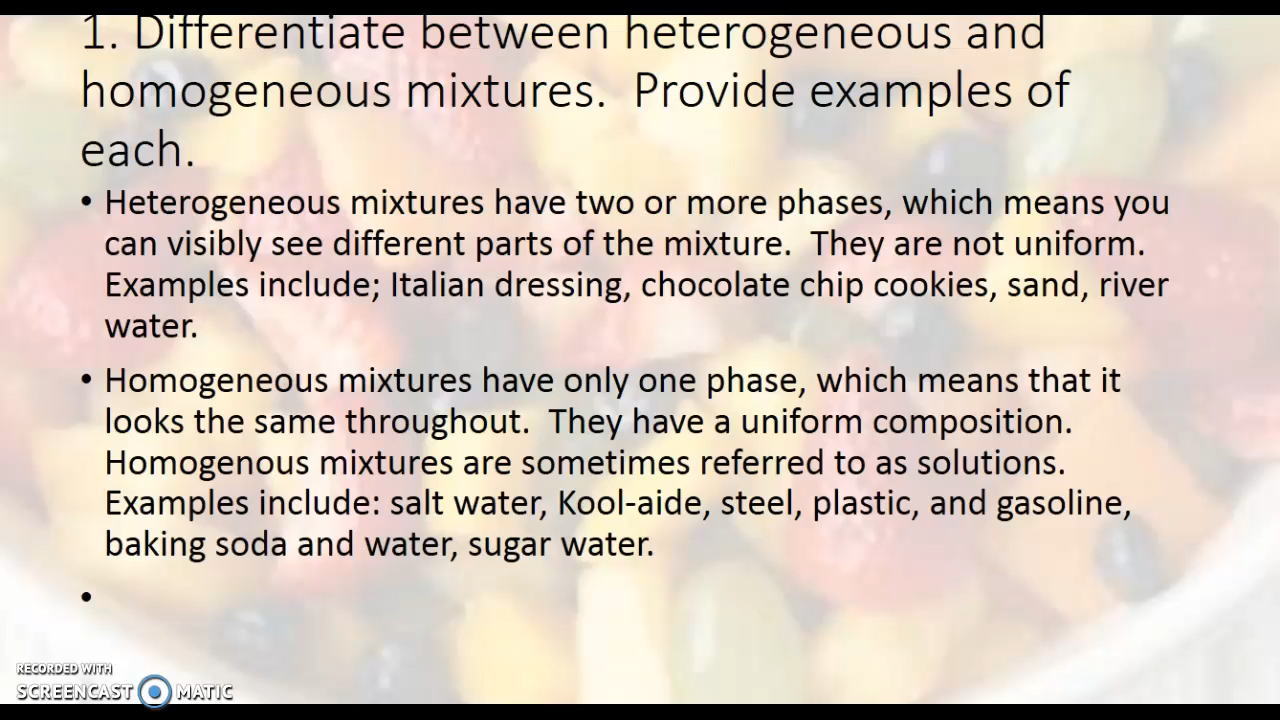 1. Differentiate between heterogeneous and
homogeneous mixtures.  Provide examples of
each.
• Heterogeneous mixtures have two or more phases, which means you
can visibly see different parts of the mixture.  They are not uniform.
Examples include; Italian dressing, chocolate chip cookies, sand, river
water.
• Homogeneous mixtures have only one phase, which means that it
looks the same throughout.  They have a uniform composition.
Homogenous mixtures are sometimes referred to as solutions.
Examples include: salt water, Kool-aide, steel, plastic, and gasoline,
baking soda and water, sugar water.
•
RECORDED WITH
SCREENCAST MATIC